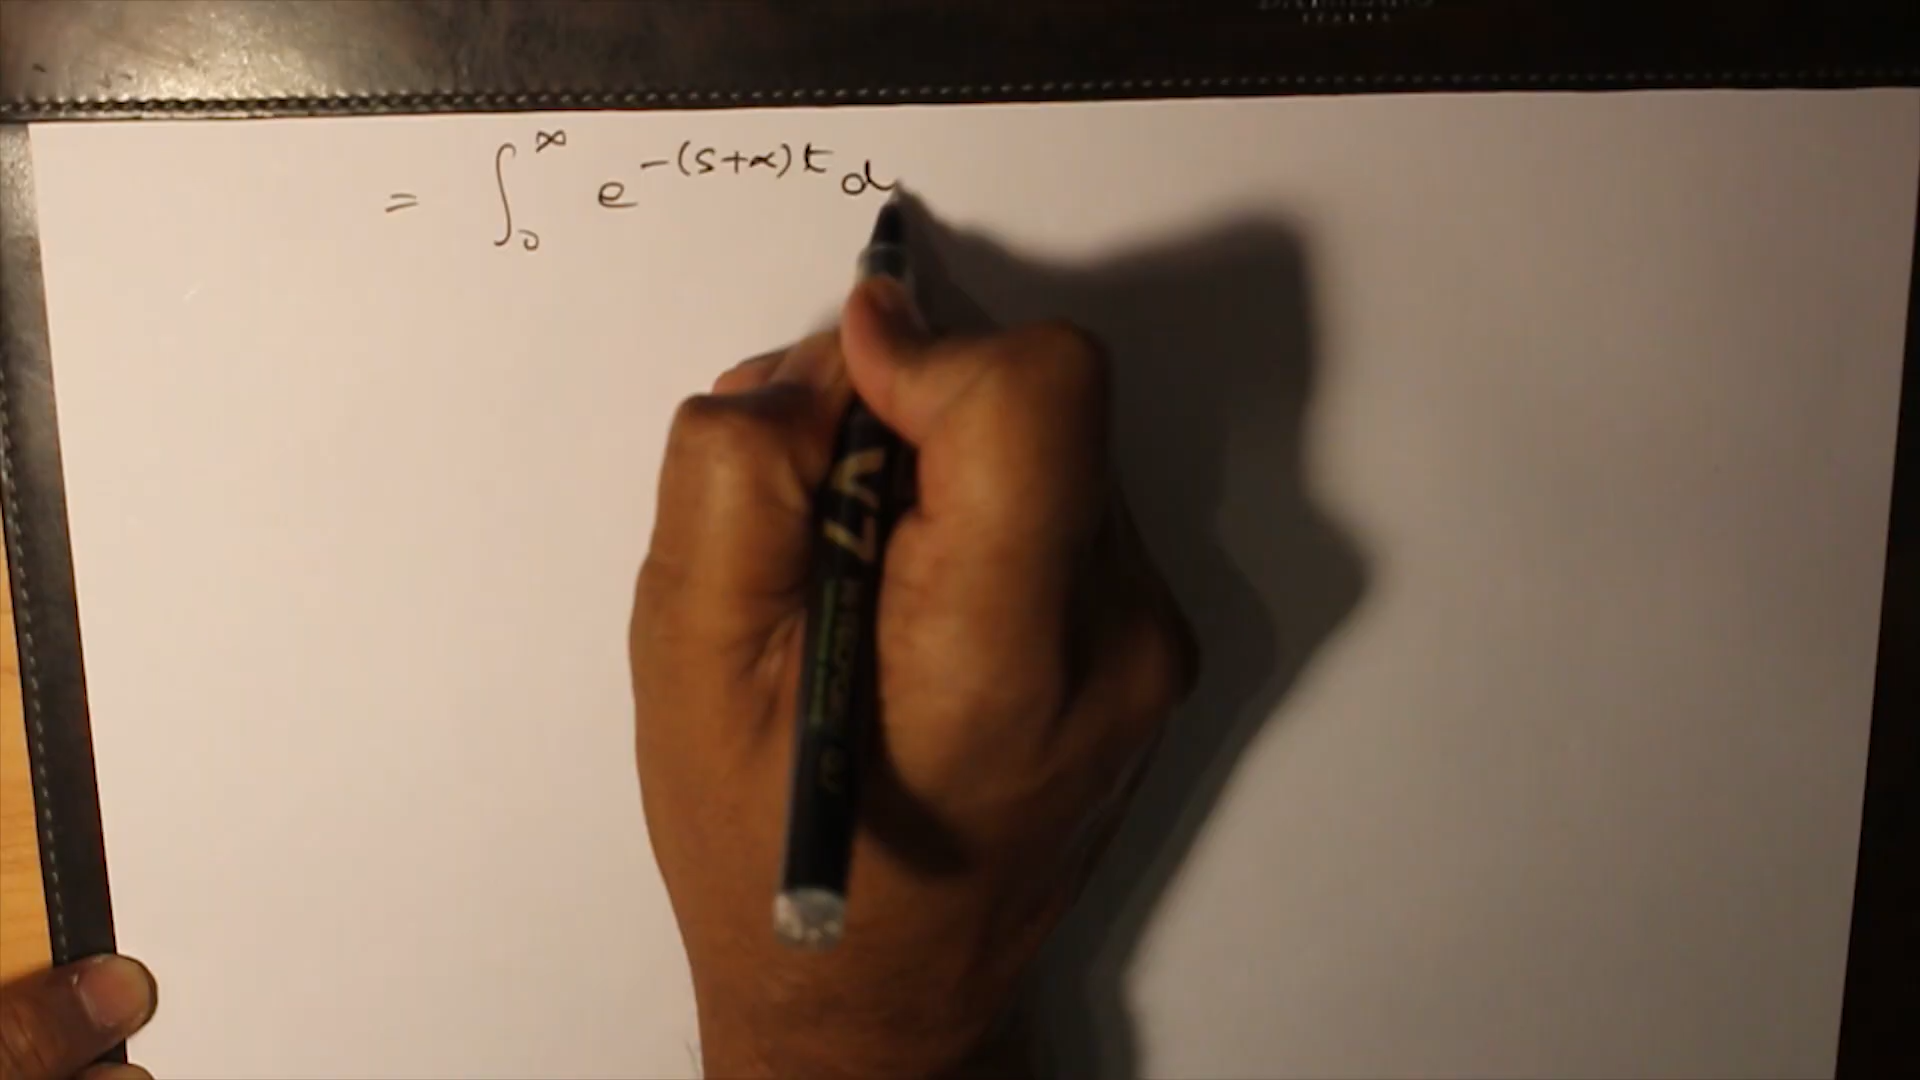 = ∫₀^∞ e^{-(s+α)t} d
V7